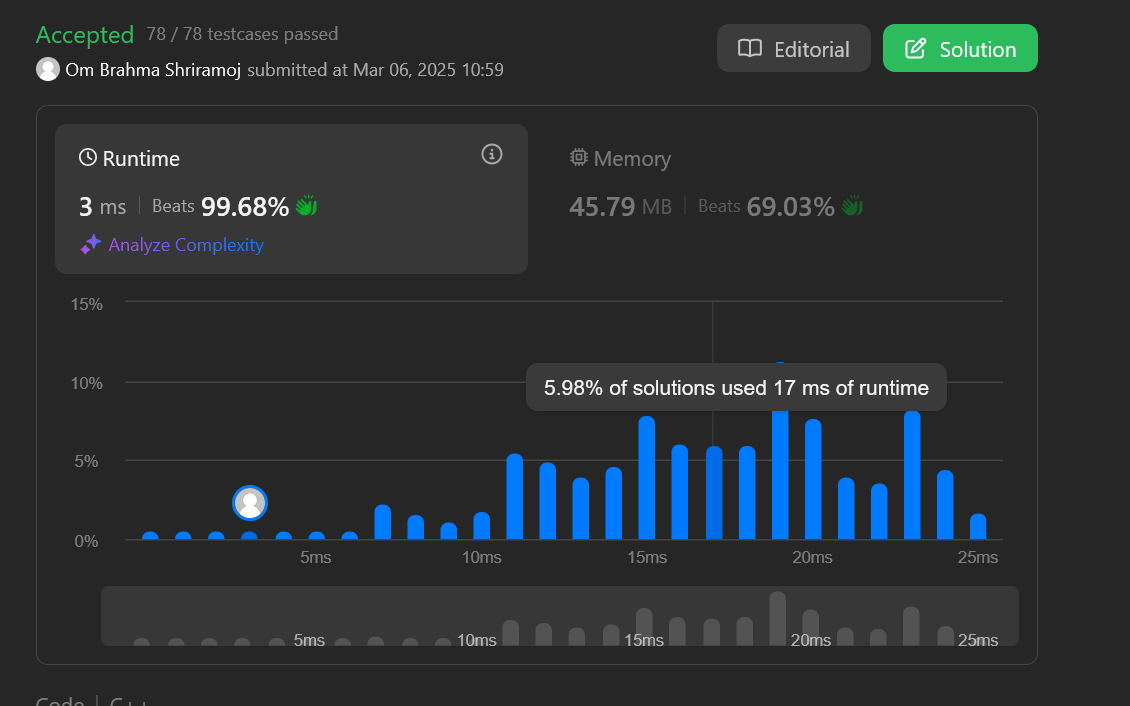 Accepted 78 / 78 testcases passed
Om Brahma Shriramoj submitted at Mar 06, 2025 10:59
Editorial
Solution
Runtime
3 ms | Beats 99.68%
Analyze Complexity
Memory
45.79 MB | Beats 69.03%
15%
10%
5%
0%
5.98% of solutions used 17 ms of runtime
5ms 10ms 15ms 20ms 25ms
5ms 10ms 15ms 20ms 25ms
Code | C++